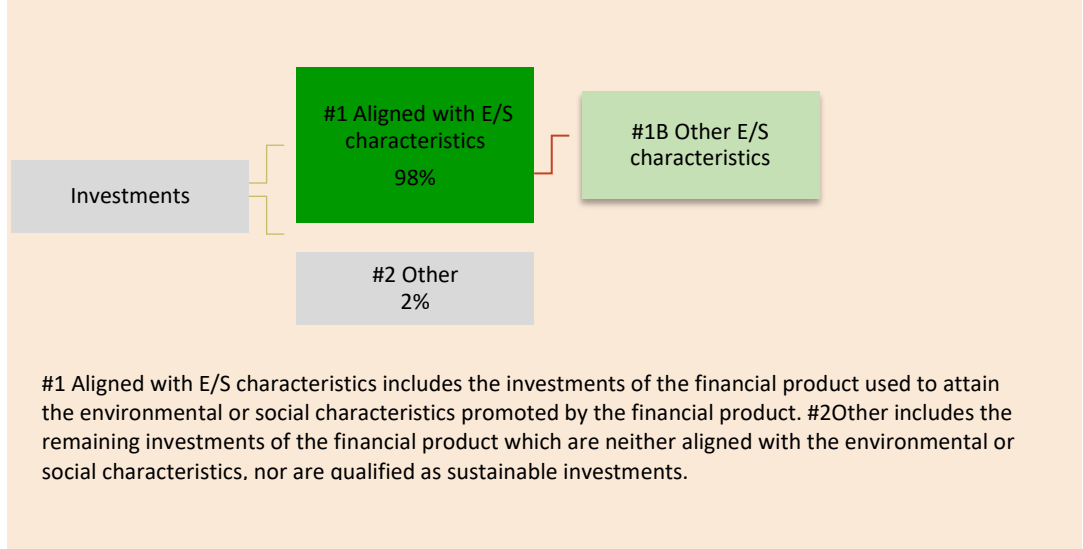 #1 Aligned with E/S
characteristics
98%
#1B Other E/S
characteristics
Investments
#2 Other
2%
#1 Aligned with E/S characteristics includes the investments of the financial product used to attain
the environmental or social characteristics promoted by the financial product. #2Other includes the
remaining investments of the financial product which are neither aligned with the environmental or
social characteristics, nor are qualified as sustainable investments.